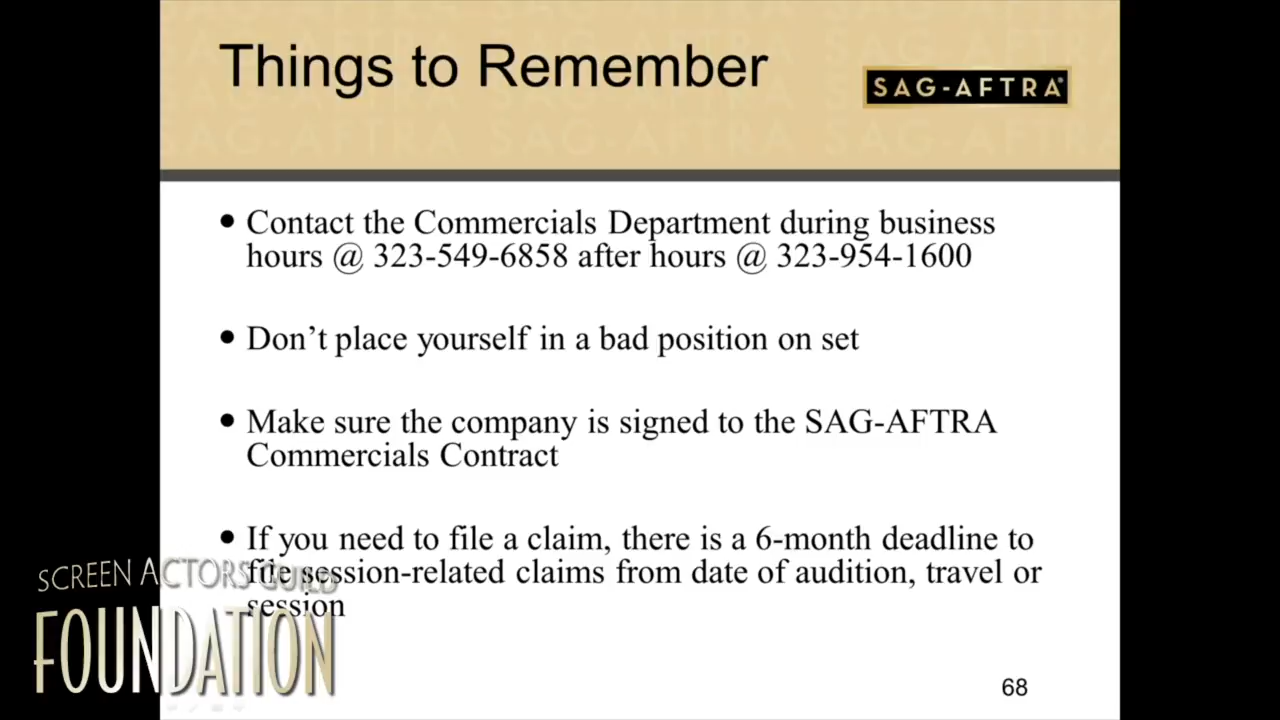 Things to Remember
SAG-AFTRA®
• Contact the Commercials Department during business
hours @ 323-549-6858 after hours @ 323-954-1600
• Don’t place yourself in a bad position on set
• Make sure the company is signed to the SAG-AFTRA
Commercials Contract
• If you need to file a claim, there is a 6-month deadline to
file session-related claims from date of audition, travel or
session
SCREEN ACTORS GUILD
FOUNDATION
68